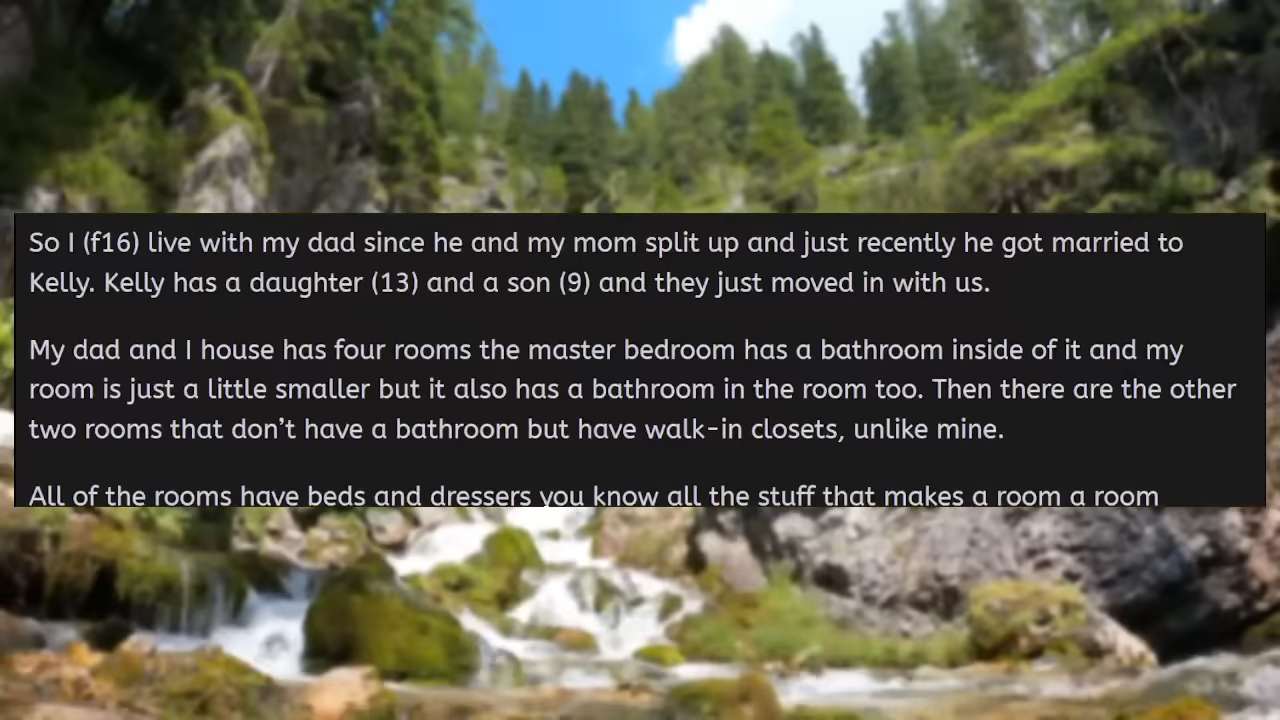 So I (f16) live with my dad since he and my mom split up and just recently he got married to
Kelly. Kelly has a daughter (13) and a son (9) and they just moved in with us.
My dad and I house has four rooms the master bedroom has a bathroom inside of it and my
room is just a little smaller but it also has a bathroom in the room too. Then there are the other
two rooms that don’t have a bathroom but have walk-in closets, unlike mine.
All of the rooms have beds and dressers you know all the stuff that makes a room a room